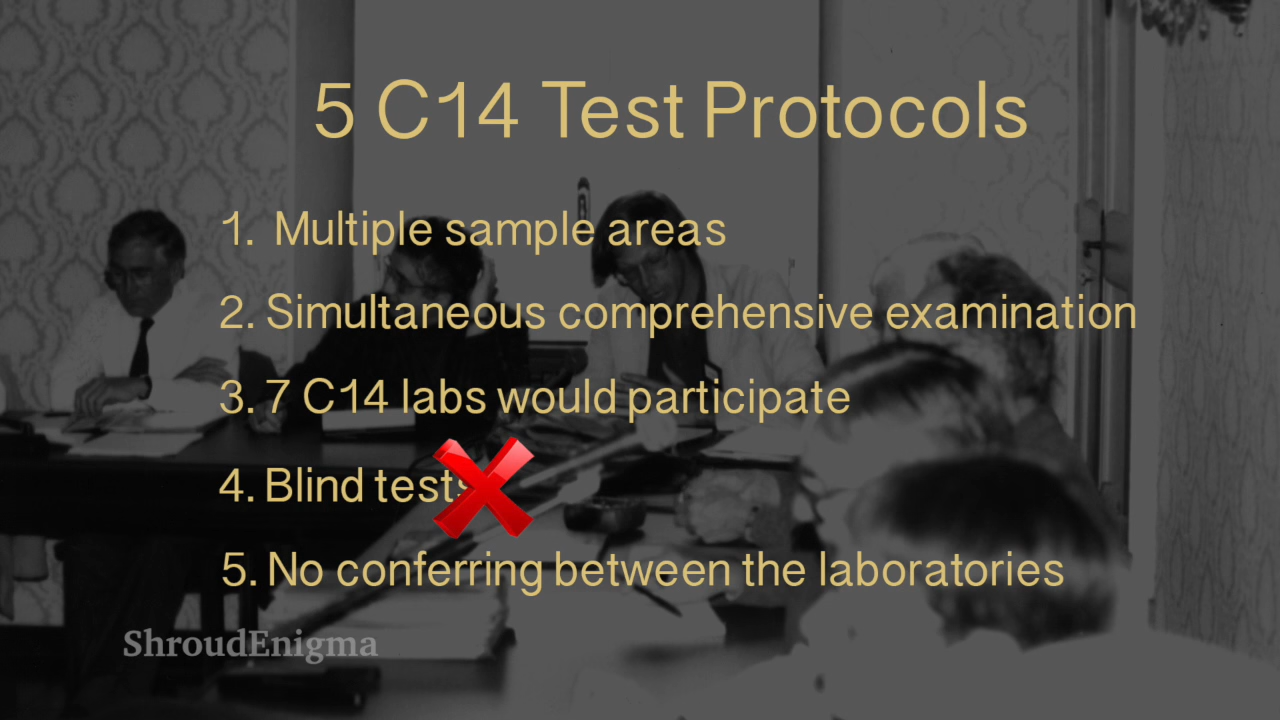 5 C14 Test Protocols
1. Multiple sample areas
2. Simultaneous comprehensive examination
3. 7 C14 labs would participate
4. Blind tests
5. No conferring between the laboratories
ShroudEnigma